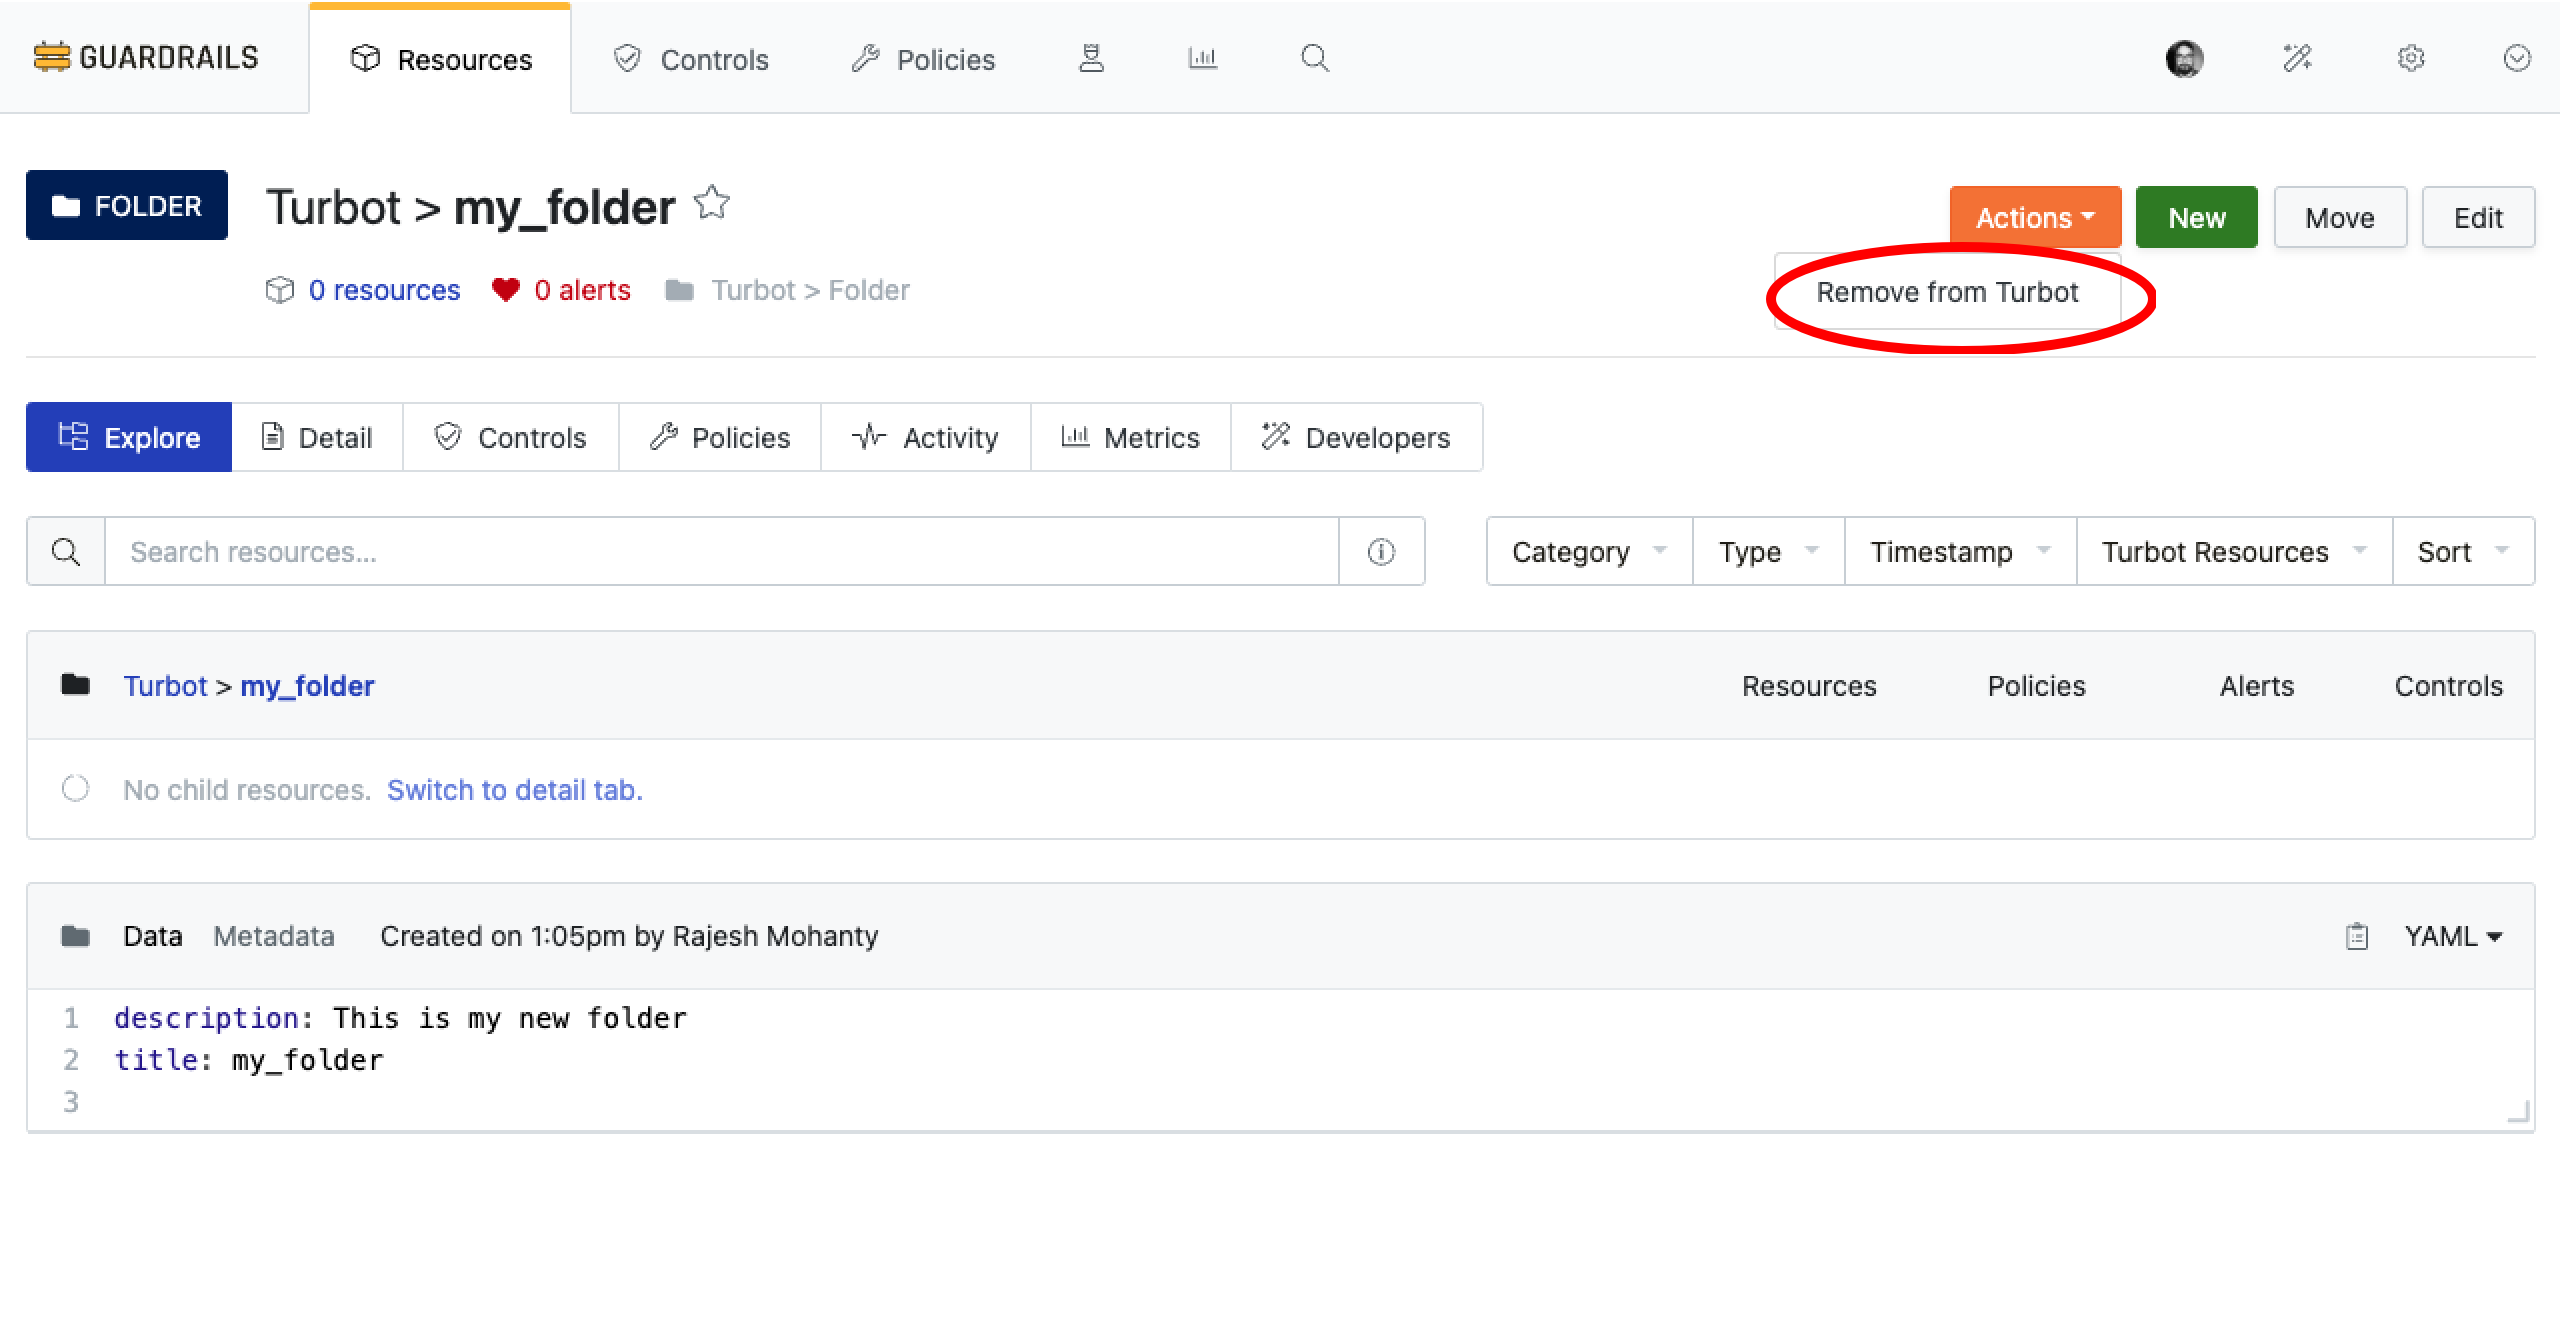 GUARDRAILS Resources Controls Policies
FOLDER Turbot > my_folder Actions New Move Edit
0 resources 0 alerts Turbot > Folder Remove from Turbot
Explore Detail Controls Policies Activity Metrics Developers
Search resources... Category Type Timestamp Turbot Resources Sort
Turbot > my_folder Resources Policies Alerts Controls
No child resources. Switch to detail tab.
Data Metadata Created on 1:05pm by Rajesh Mohanty YAML
1 description: This is my new folder
2 title: my_folder
3